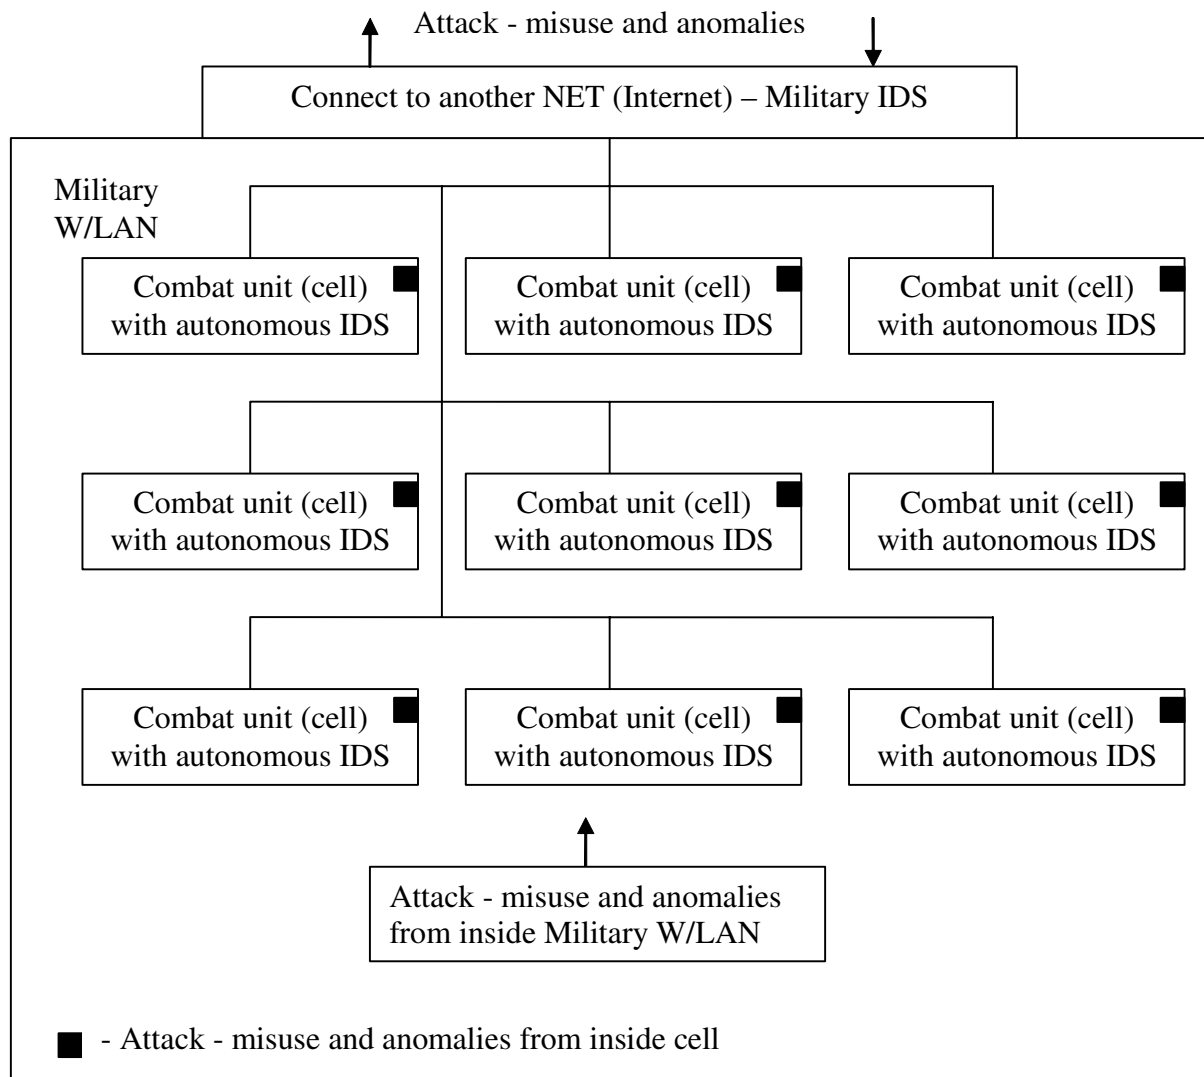 Attack - misuse and anomalies
Connect to another NET (Internet) – Military IDS
Military
W/LAN
Combat unit (cell)
with autonomous IDS
Combat unit (cell)
with autonomous IDS
Combat unit (cell)
with autonomous IDS
Combat unit (cell)
with autonomous IDS
Combat unit (cell)
with autonomous IDS
Combat unit (cell)
with autonomous IDS
Combat unit (cell)
with autonomous IDS
Combat unit (cell)
with autonomous IDS
Combat unit (cell)
with autonomous IDS
Attack - misuse and anomalies
from inside Military W/LAN
- Attack - misuse and anomalies from inside cell